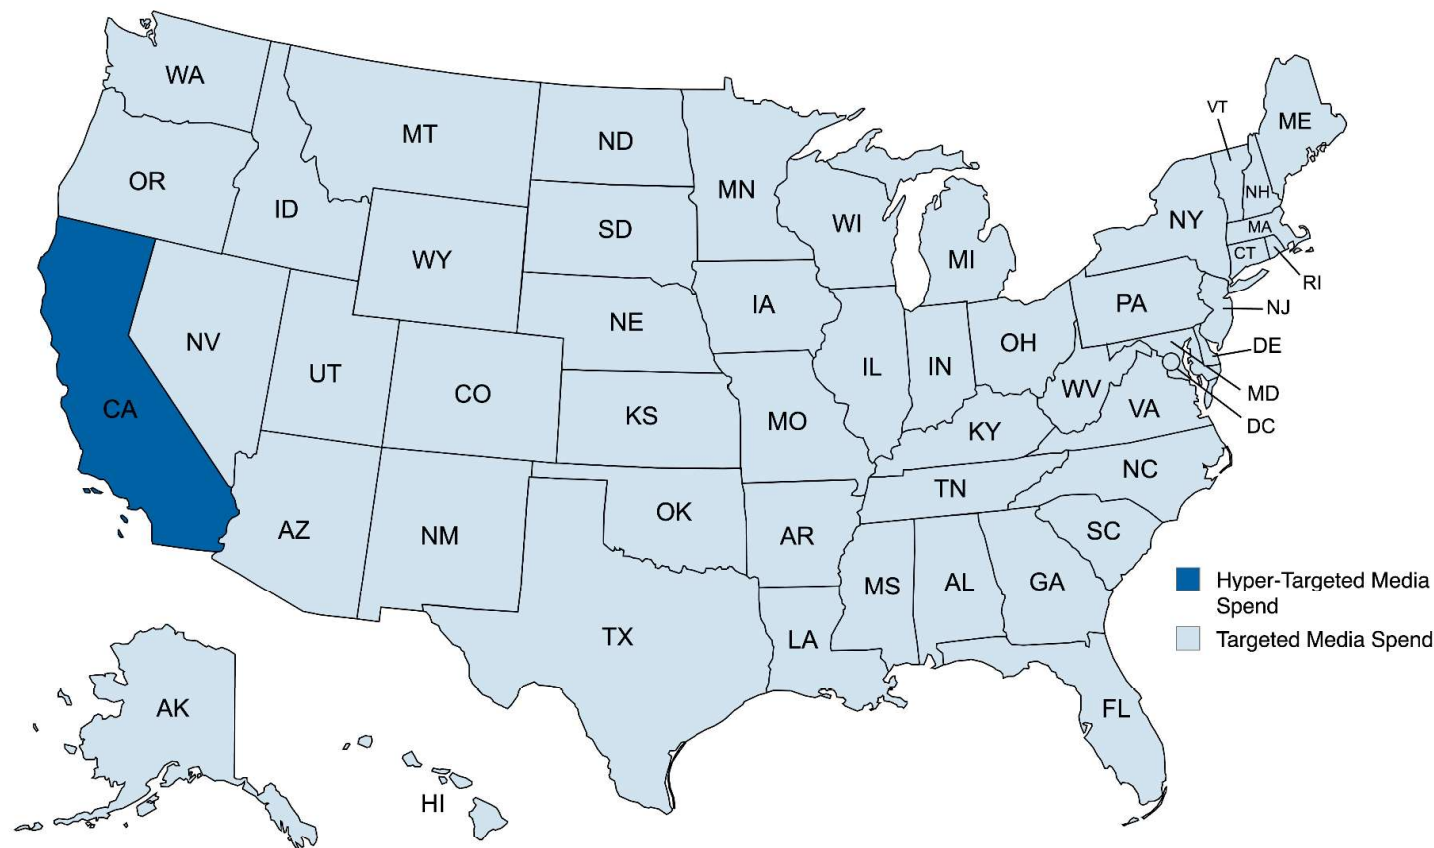 WA
MT
ND
MN
VT
ME
OR
ID
SD
WI
NY
NH
MA
WY
MI
CT
RI
PA
NJ
NE
IA
NV
OH
DE
UT
CO
IL
IN
WV
MD
CA
KS
MO
VA
DC
KY
NC
TN
AZ
NM
OK
AR
SC
MS
AL
GA
Hyper-Targeted Media
Spend
TX
LA
Targeted Media Spend
AK
FL
HI